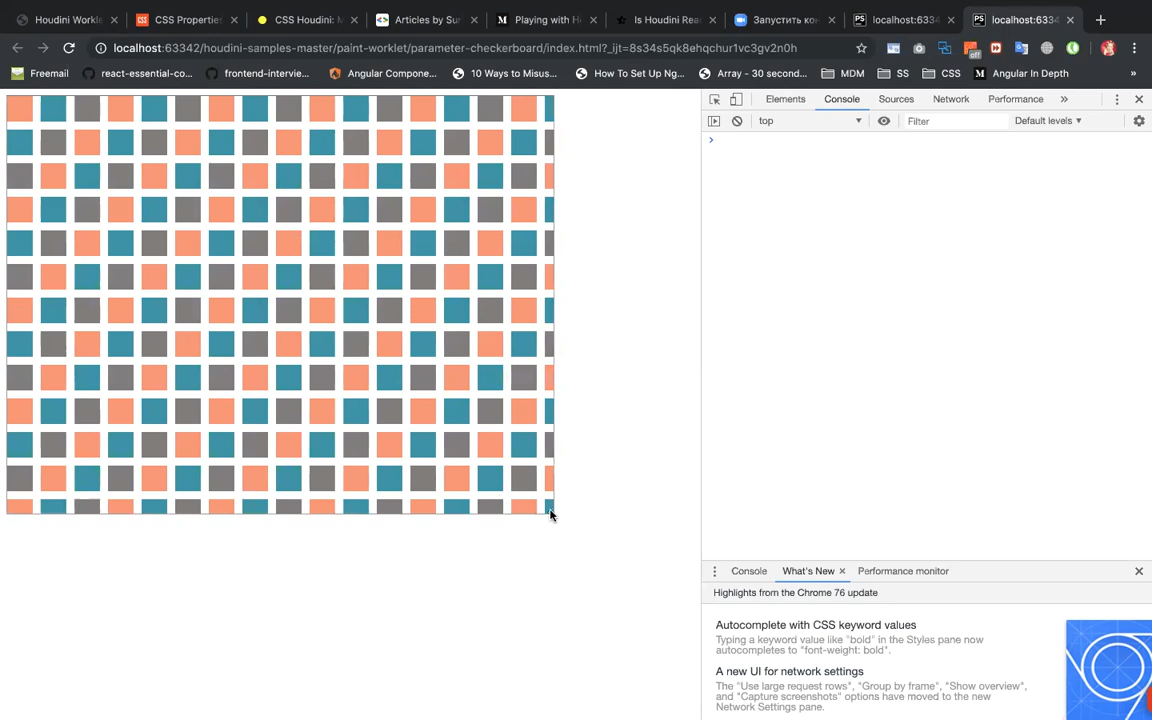 Houdini Workle
CSS Properties
CSS Houdini: M
Articles by Sur
Playing with H
Is Houdini Rea
Запустить кон
localhost:6334
localhost:6334
localhost:63342/houdini-samples-master/paint-worklet/parameter-checkerboard/index.html?_ijt=8s34s5qk8ehqchur1vc3gv2n0h
off
Freemail
react-essential-co...
frontend-intervie...
Angular Compone...
10 Ways to Misus...
How To Set Up Ng...
Array - 30 second...
MDM
SS
CSS
Angular In Depth
»
Elements
Console
Sources
Network
Performance
»
top
Filter
Default levels
Console
What's New
Performance monitor
Highlights from the Chrome 76 update
Autocomplete with CSS keyword values
Typing a keyword value like "bold" in the Styles pane now
autocompletes to "font-weight: bold".
A new UI for network settings
The "Use large request rows", "Group by frame", "Show overview",
and "Capture screenshots" options have moved to the new
Network Settings pane.